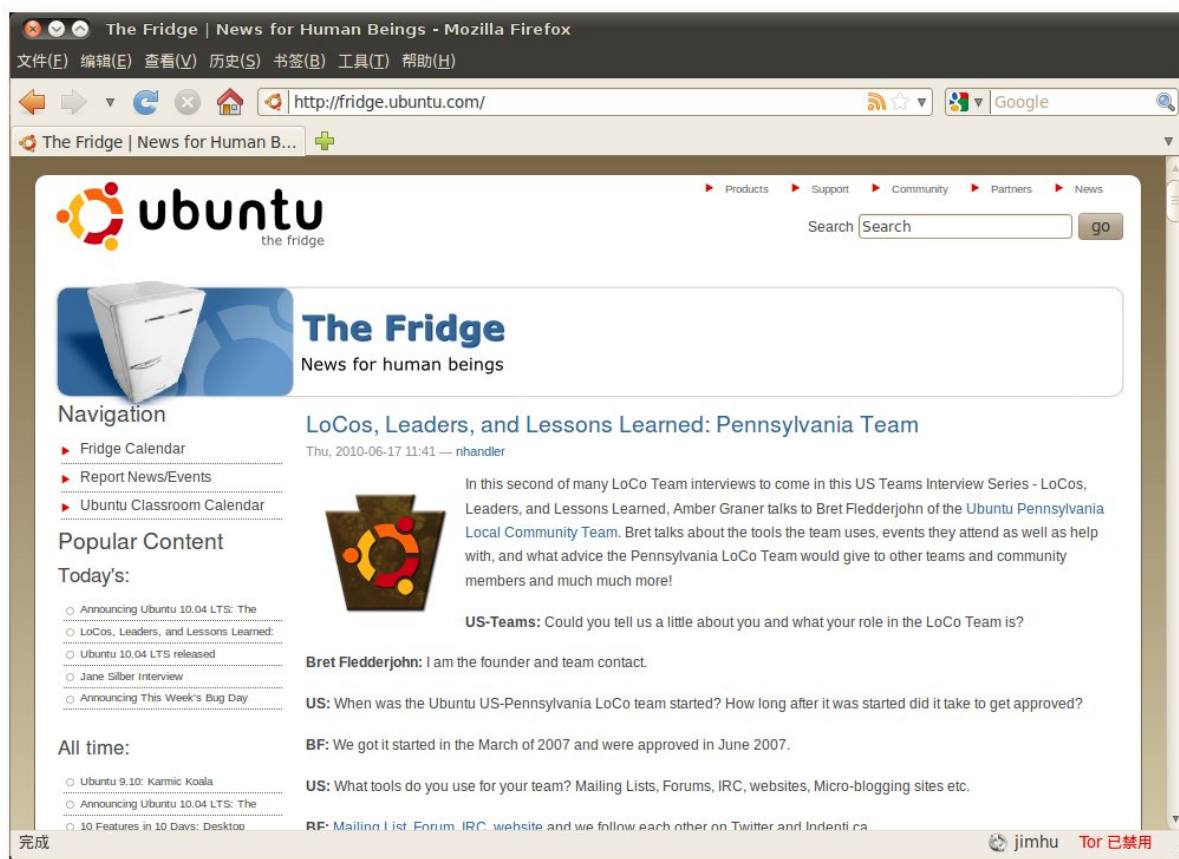 The Fridge | News for Human Beings - Mozilla Firefox
文件(F) 编辑(E) 查看(V) 历史(S) 书签(B) 工具(T) 帮助(H)
http://fridge.ubuntu.com/
Google
The Fridge | News for Human B...
Products Support Community Partners News
ubuntu
the fridge
Search Search go
The Fridge
News for human beings
Navigation
Fridge Calendar
Report News/Events
Ubuntu Classroom Calendar
Popular Content
Today's:
Announcing Ubuntu 10.04 LTS: The
LoCos, Leaders, and Lessons Learned:
Ubuntu 10.04 LTS released
Jane Silber Interview
Announcing This Week's Bug Day
All time:
Ubuntu 9.10: Karmic Koala
Announcing Ubuntu 10.04 LTS: The
10 Features in 10 Days: Desktop
LoCos, Leaders, and Lessons Learned: Pennsylvania Team
Thu, 2010-06-17 11:41 — nhandler
In this second of many LoCo Team interviews to come in this US Teams Interview Series - LoCos,
Leaders, and Lessons Learned, Amber Graner talks to Bret Fledderjohn of the Ubuntu Pennsylvania
Local Community Team. Bret talks about the tools the team uses, events they attend as well as help
with, and what advice the Pennsylvania LoCo Team would give to other teams and community
members and much much more!
US-Teams: Could you tell us a little about you and what your role in the LoCo Team is?
Bret Fledderjohn: I am the founder and team contact.
US: When was the Ubuntu US-Pennsylvania LoCo team started? How long after it was started did it take to get approved?
BF: We got it started in the March of 2007 and were approved in June 2007.
US: What tools do you use for your team? Mailing Lists, Forums, IRC, websites, Micro-blogging sites etc.
BF: Mailing List, Forum, IRC, website and we follow each other on Twitter and Indenti.ca
完成
jimhu Tor 已禁用